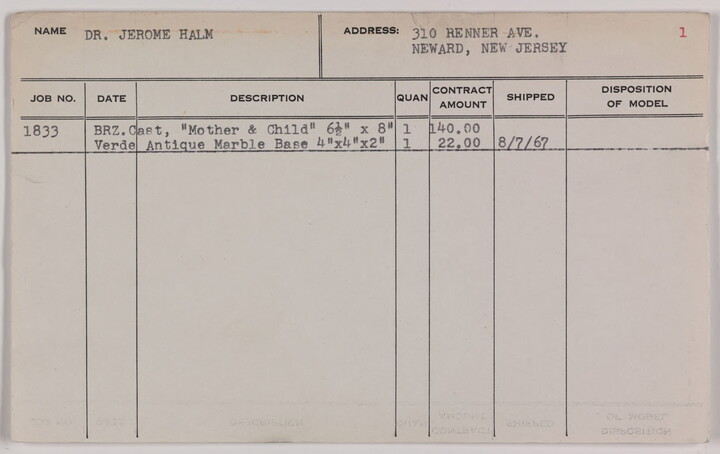 NAME DR. JEROME HALM ADDRESS: 310 RENNER AVE. 1
NEWARD, NEW JERSEY
JOB NO. DATE DESCRIPTION QUAN CONTRACT AMOUNT SHIPPED DISPOSITION OF MODEL
1833 BRZ.Cast, "Mother & Child" 6½" x 8" 1 140.00
Verde Antique Marble Base 4"x4"x2" 1 22.00 8/7/67